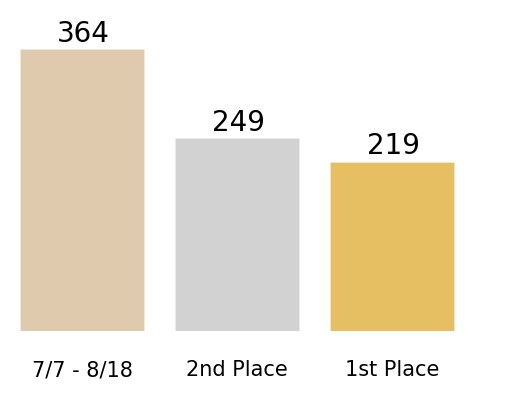 364
249
219
7/7 - 8/18
2nd Place
1st Place